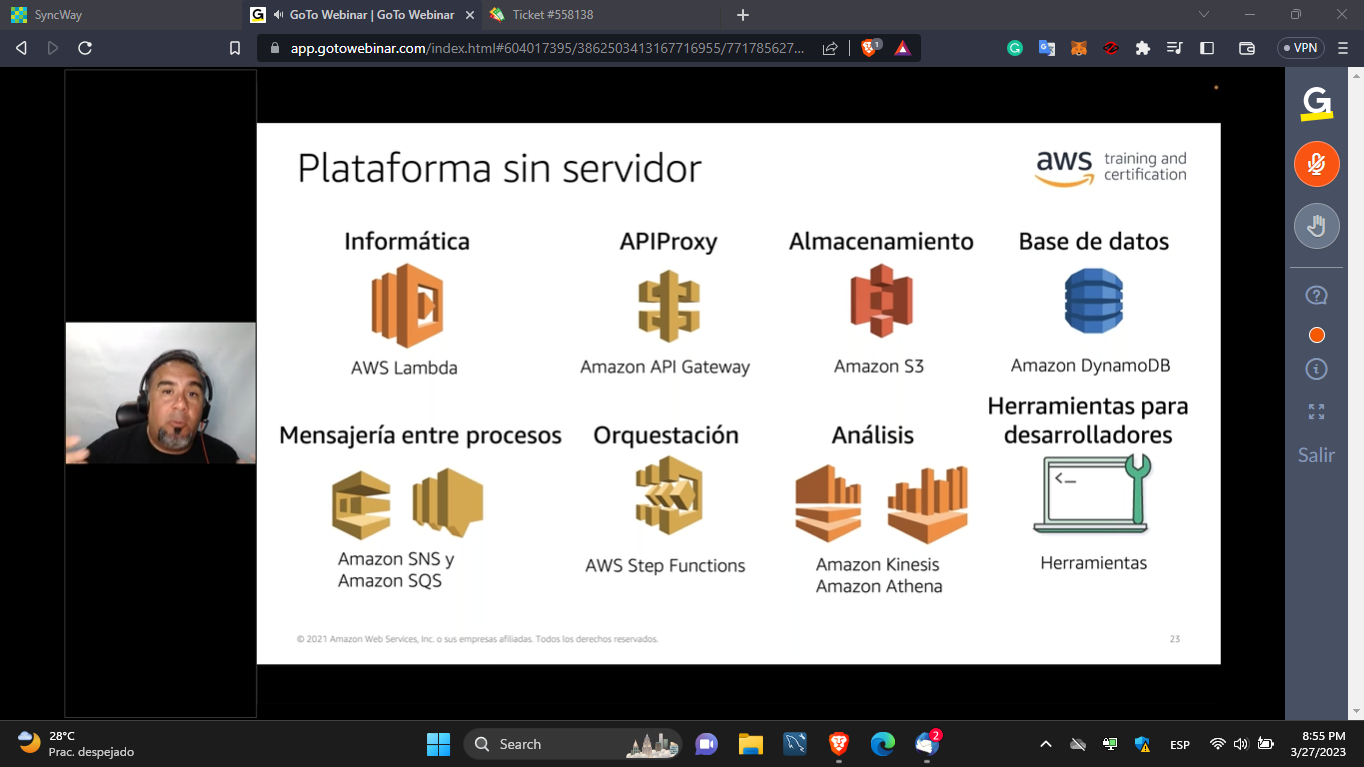 SyncWay
GoTo Webinar | GoTo Webinar
Ticket #558138
app.gotowebinar.com/index.html#604017395/3862503413167716955/771785627...
1
VPN
Plataforma sin servidor
aws training and
certification
Informática
APIProxy
Almacenamiento
Base de datos
AWS Lambda
Amazon API Gateway
Amazon S3
Amazon DynamoDB
Mensajería entre procesos
Orquestación
Análisis
Herramientas para
desarrolladores
Amazon SNS y
Amazon SQS
AWS Step Functions
Amazon Kinesis
Amazon Athena
Herramientas
© 2021 Amazon Web Services, Inc. o sus empresas afiliadas. Todos los derechos reservados.
23
G
Salir
28°C
Prac. despejado
Search
2
ESP
8:55 PM
3/27/2023